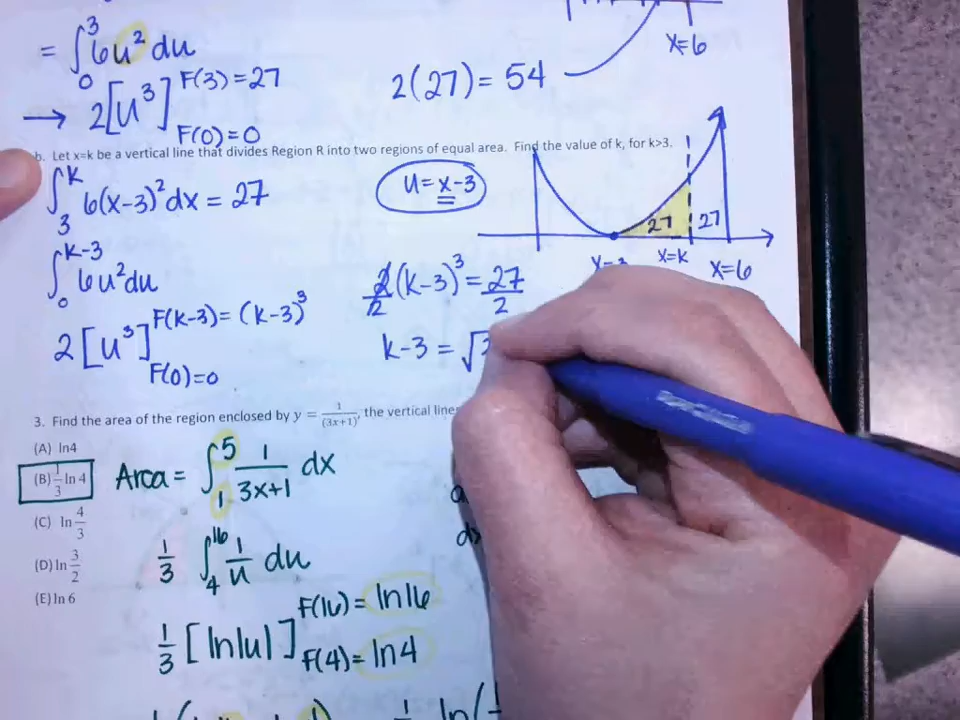 = ∫₀³ 6u² du
x=6
→ 2[u³] F(3)=27
F(0)=0
2(27) = 54
b. Let x=k be a vertical line that divides Region R into two regions of equal area. Find the value of k, for k>3.
∫₃ᵏ 6(x-3)² dx = 27
u = x-3
27 27
x=k x=6
∫₀ᵏ⁻³ 6u² du
2(k-3)³ = 27
/2 2
2[u³] F(k-3) = (k-3)³
F(0)=0
k-3 = √
3. Find the area of the region enclosed by y = 1/(3x+1), the vertical line
(A) ln4
(B) 1/3 ln 4
(C) ln 4/3
(D) ln 3/2
(E) ln 6
Area = ∫₁⁵ 1/(3x+1) dx
1/3 ∫₄¹⁶ 1/u du
1/3 [ln|u|] F(16) = ln16
F(4) = ln4